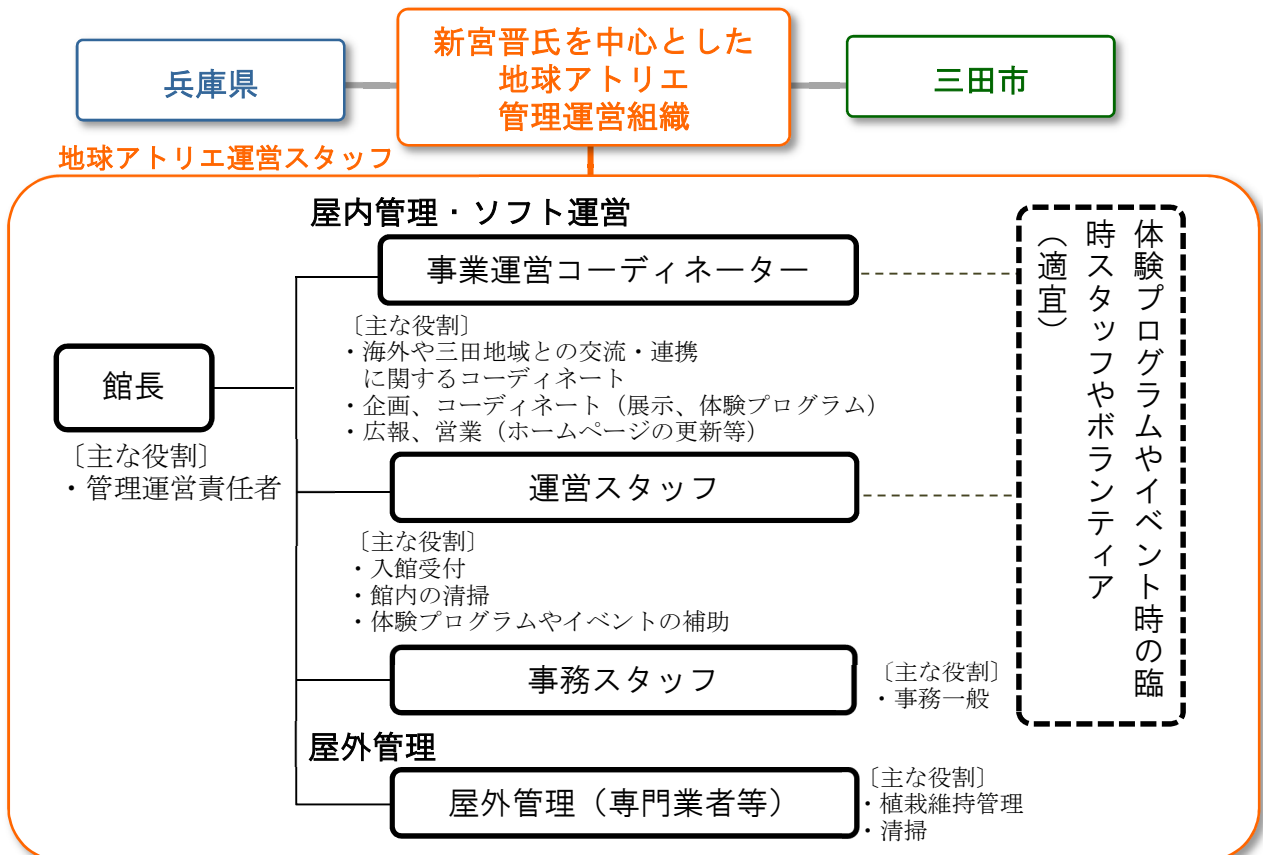 兵庫県
新宮晋氏を中心とした
地球アトリエ
管理運営組織
三田市
地球アトリエ運営スタッフ
屋内管理・ソフト運営
事業運営コーディネーター
〔主な役割〕
・海外や三田地域との交流・連携
に関するコーディネート
・企画、コーディネート（展示、体験プログラム）
・広報、営業（ホームページの更新等）
館長
〔主な役割〕
・管理運営責任者
運営スタッフ
〔主な役割〕
・入館受付
・館内の清掃
・体験プログラムやイベントの補助
事務スタッフ
〔主な役割〕
・事務一般
屋外管理
屋外管理（専門業者等）
〔主な役割〕
・植栽維持管理
・清掃
体験プログラムやイベント時の臨
時スタッフやボランティア
（適宜）